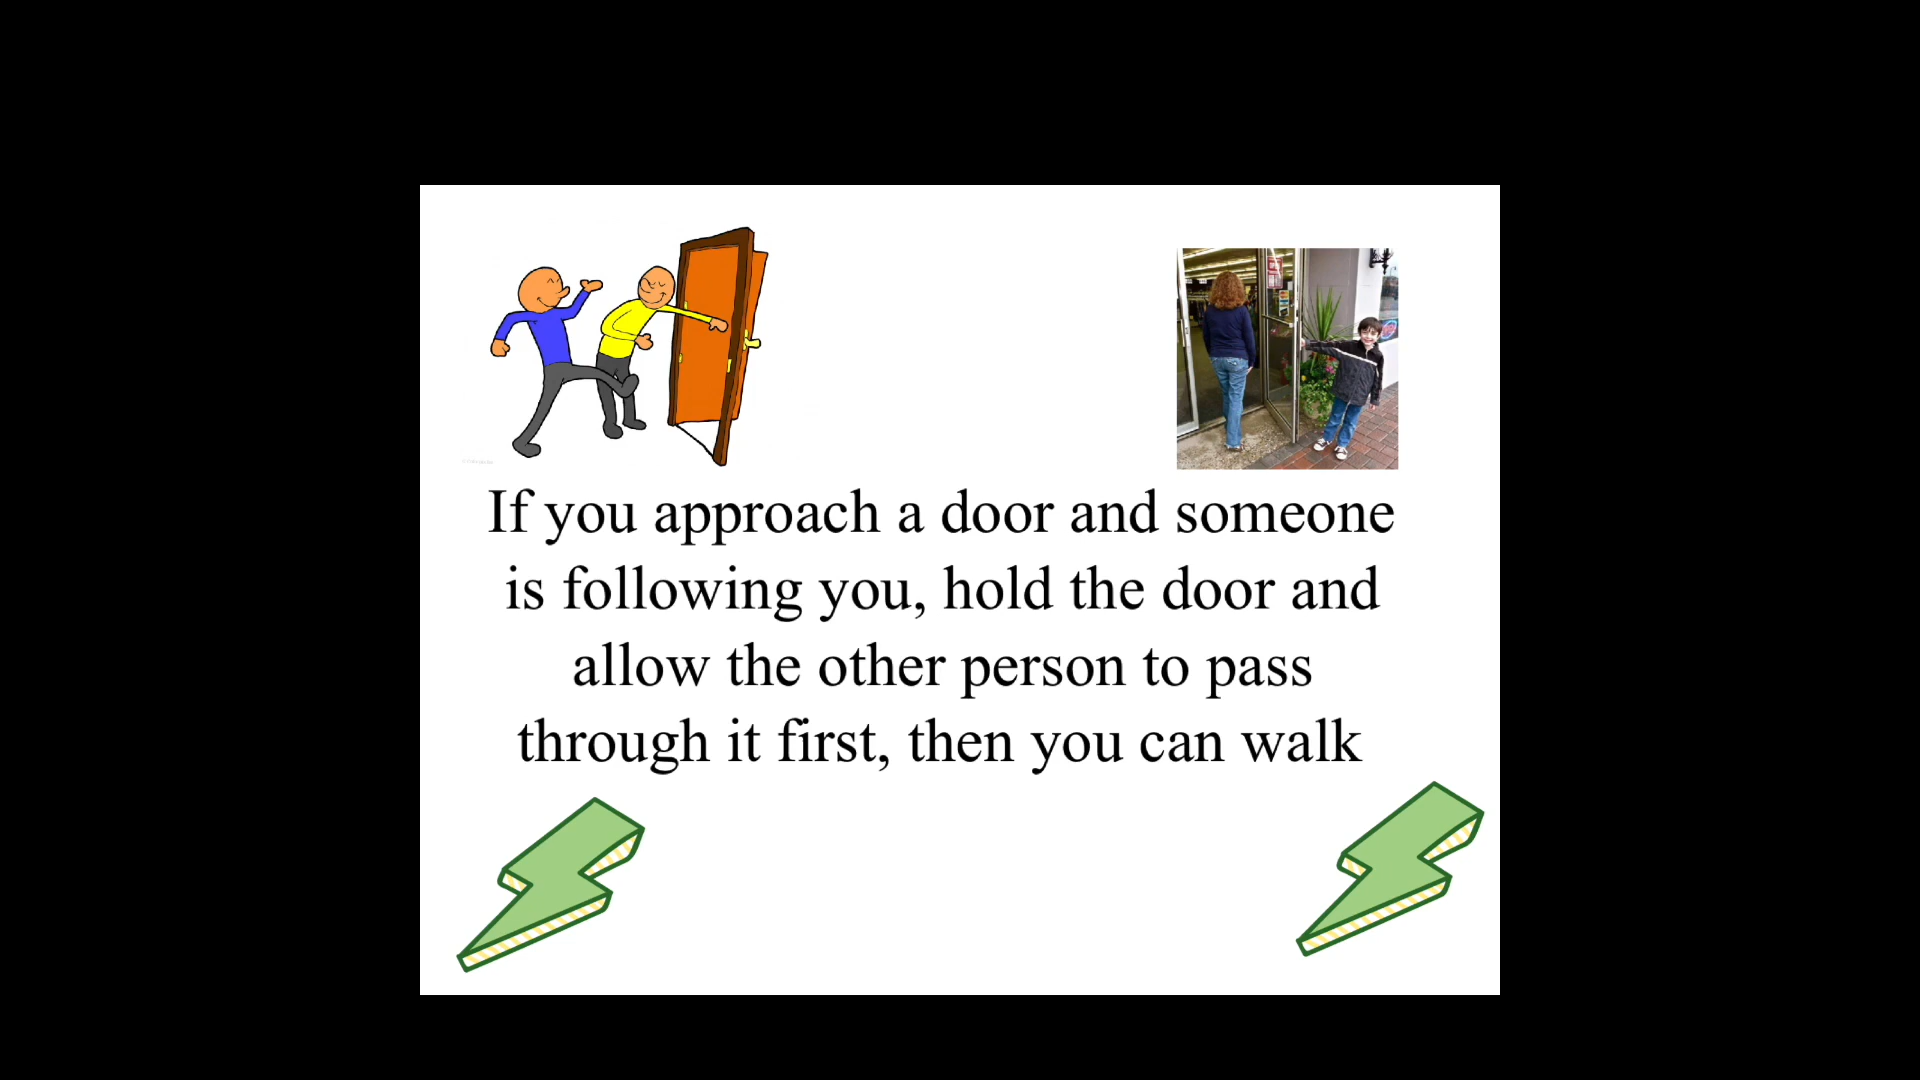 If you approach a door and someone
is following you, hold the door and
allow the other person to pass
through it first, then you can walk